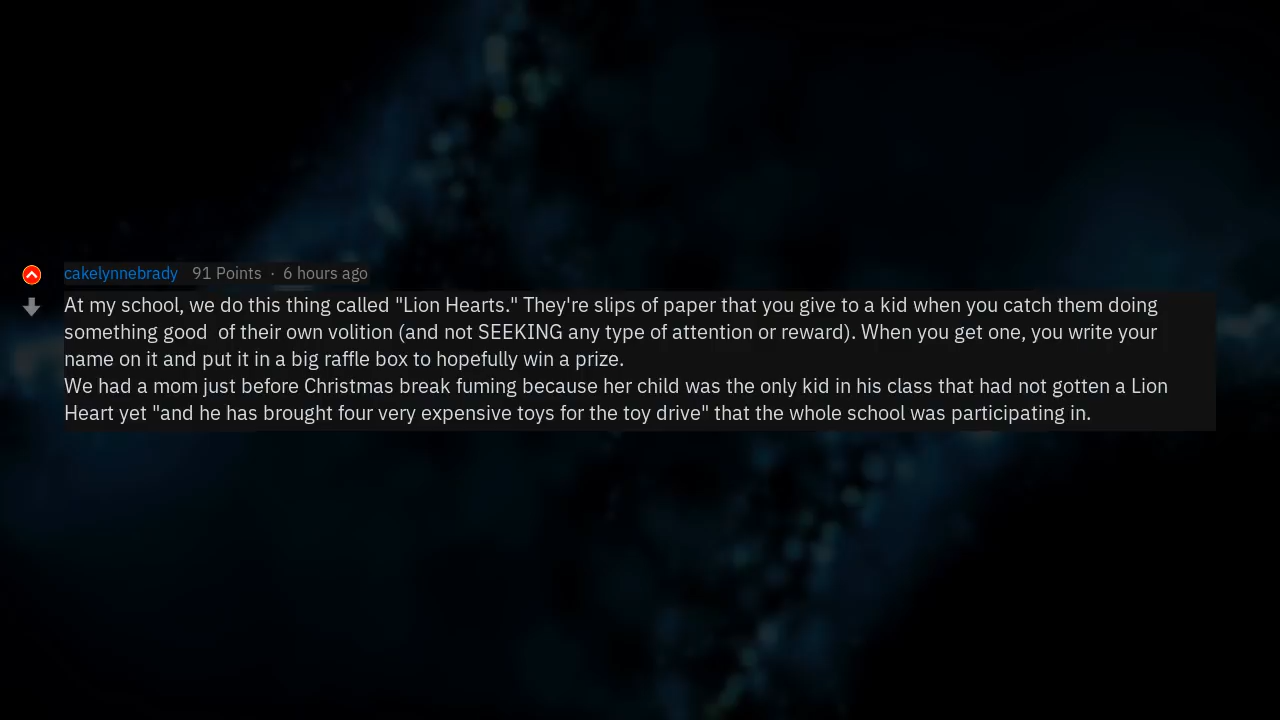 cakelynnebrady 91 Points · 6 hours ago
At my school, we do this thing called "Lion Hearts." They're slips of paper that you give to a kid when you catch them doing
something good  of their own volition (and not SEEKING any type of attention or reward). When you get one, you write your
name on it and put it in a big raffle box to hopefully win a prize.
We had a mom just before Christmas break fuming because her child was the only kid in his class that had not gotten a Lion
Heart yet "and he has brought four very expensive toys for the toy drive" that the whole school was participating in.